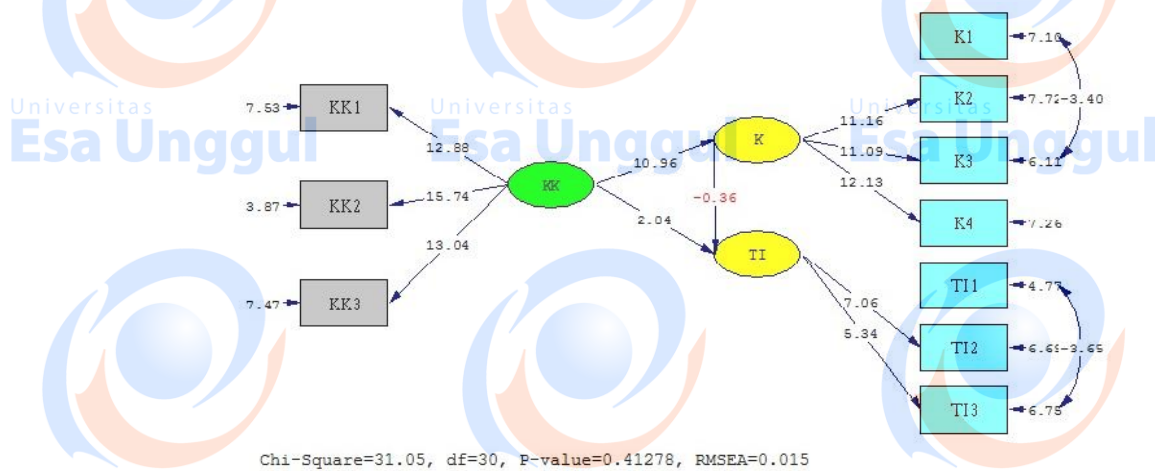 K1
7.10
Universitas
Esa Unggul
Universitas
Esa Unggul
Universitas
Esa Unggul
7.53
KK1
K2
7.72
-3.40
11.16
12.88
K
11.09
K3
6.11
10.96
12.13
KK
-0.36
3.87
KK2
15.74
2.04
K4
7.26
13.04
TI
TI1
4.77
7.47
KK3
7.06
5.34
TI2
6.69
-3.65
TI3
6.75
Chi-Square=31.05, df=30, P-value=0.41278, RMSEA=0.015